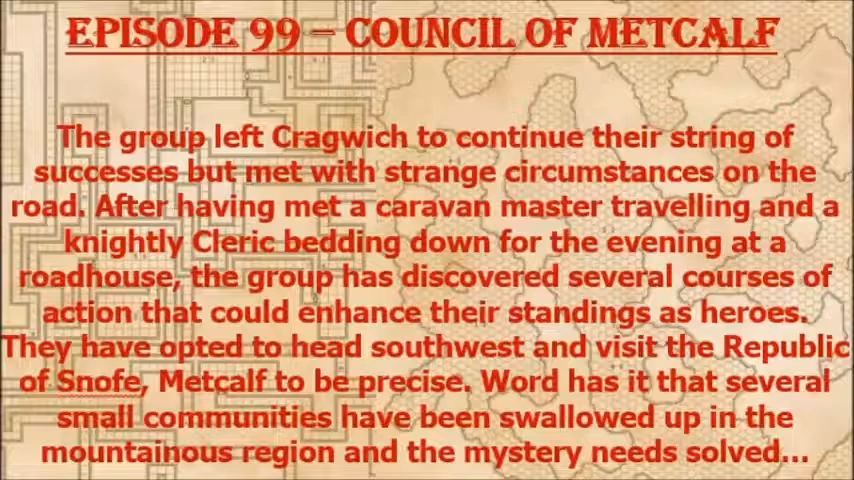 EPISODE 99 – COUNCIL OF METCALF
The group left Cragwich to continue their string of
successes but met with strange circumstances on the
road. After having met a caravan master travelling and a
knightly Cleric bedding down for the evening at a
roadhouse, the group has discovered several courses of
action that could enhance their standings as heroes.
They have opted to head southwest and visit the Republic
of Snofe, Metcalf to be precise. Word has it that several
small communities have been swallowed up in the
mountainous region and the mystery needs solved...